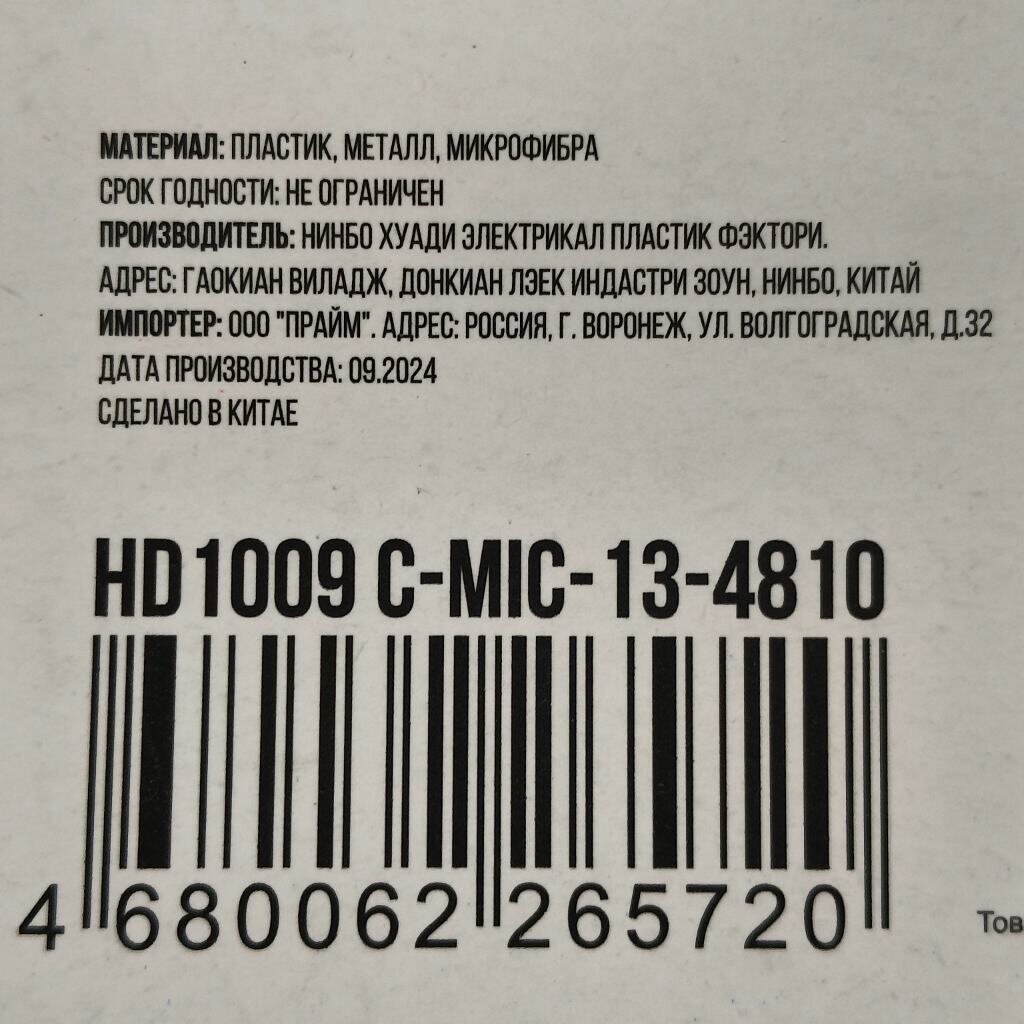 МАТЕРИАЛ: ПЛАСТИК, МЕТАЛЛ, МИКРОФИБРА
СРОК ГОДНОСТИ: НЕ ОГРАНИЧЕН
ПРОИЗВОДИТЕЛЬ: НИНБО ХУАДИ ЭЛЕКТРИКАЛ ПЛАСТИК ФЭКТОРИ.
АДРЕС: ГАОКИАН ВИЛАДЖ, ДОНКИАН ЛЭЕК ИНДАСТРИ ЗОУН, НИНБО, КИТАЙ
ИМПОРТЕР: ООО "ПРАЙМ". АДРЕС: РОССИЯ, Г. ВОРОНЕЖ, УЛ. ВОЛГОГРАДСКАЯ, Д.32
ДАТА ПРОИЗВОДСТВА: 09.2024
СДЕЛАНО В КИТАЕ
HD1009 C-MIC-13-4810
4 680062 265720
Тов